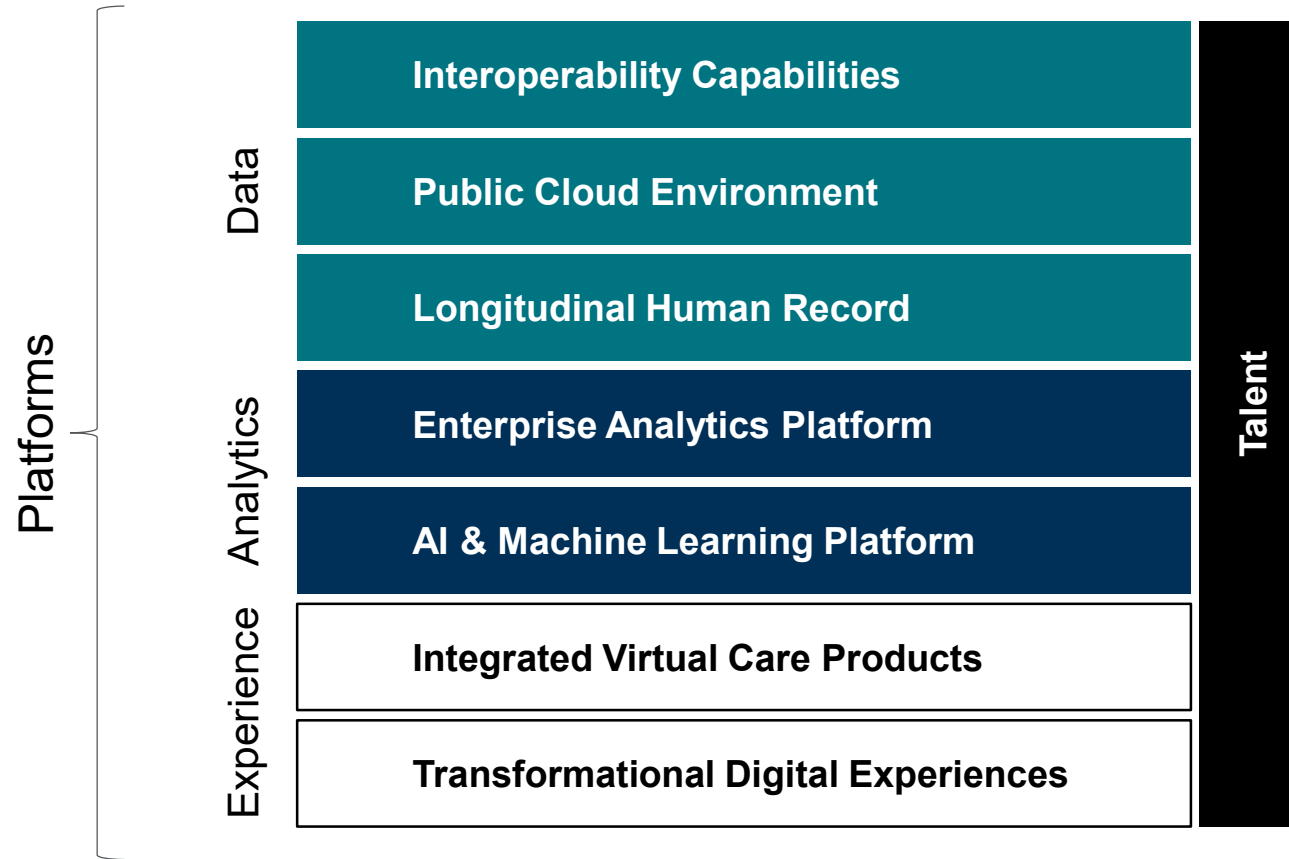 Platforms
Data
Interoperability Capabilities
Public Cloud Environment
Longitudinal Human Record
Analytics
Enterprise Analytics Platform
AI & Machine Learning Platform
Experience
Integrated Virtual Care Products
Transformational Digital Experiences
Talent